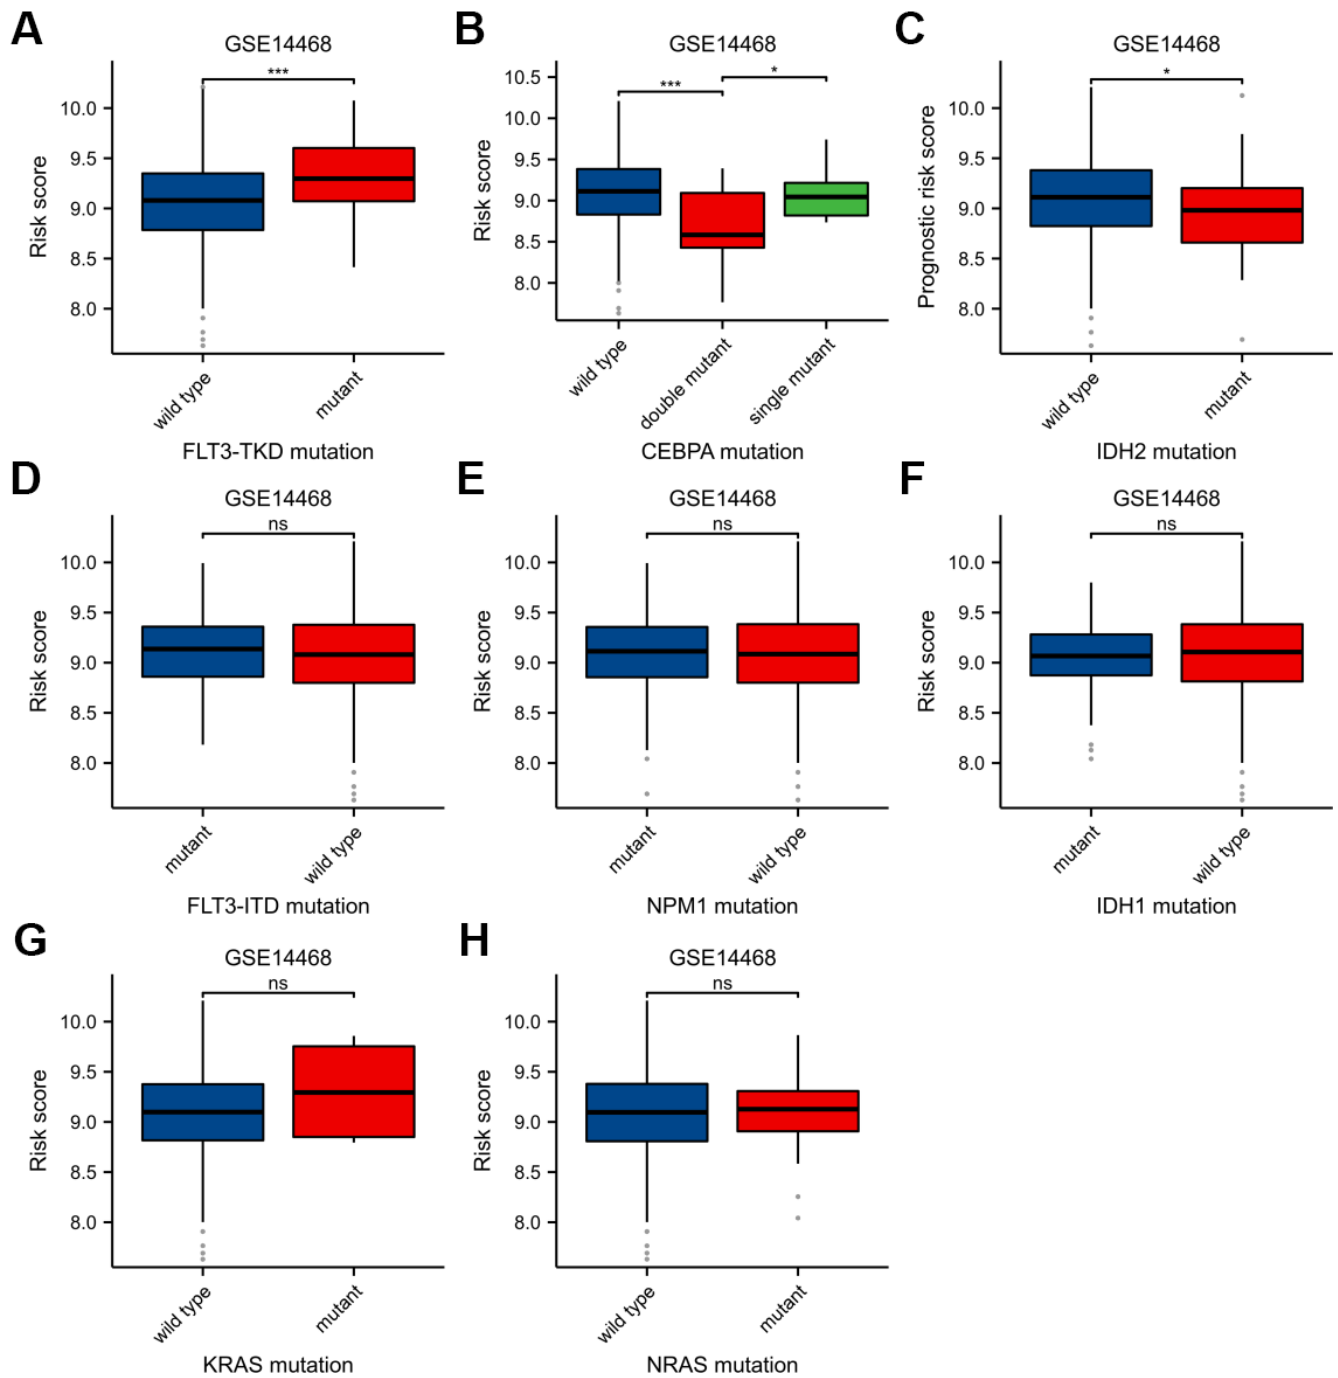 A
GSE14468
***
Risk score
10.0
9.5
9.0
8.5
8.0
wild type
mutant
FLT3-TKD mutation
B
GSE14468
***
*
Risk score
10.5
10.0
9.5
9.0
8.5
8.0
wild type
double mutant
single mutant
CEBPA mutation
C
GSE14468
*
Prognostic risk score
10.0
9.5
9.0
8.5
8.0
wild type
mutant
IDH2 mutation
D
GSE14468
ns
Risk score
10.0
9.5
9.0
8.5
8.0
mutant
wild type
FLT3-ITD mutation
E
GSE14468
ns
Risk score
10.0
9.5
9.0
8.5
8.0
mutant
wild type
NPM1 mutation
F
GSE14468
ns
Risk score
10.0
9.5
9.0
8.5
8.0
mutant
wild type
IDH1 mutation
G
GSE14468
ns
Risk score
10.0
9.5
9.0
8.5
8.0
wild type
mutant
KRAS mutation
H
GSE14468
ns
Risk score
10.0
9.5
9.0
8.5
8.0
wild type
mutant
NRAS mutation